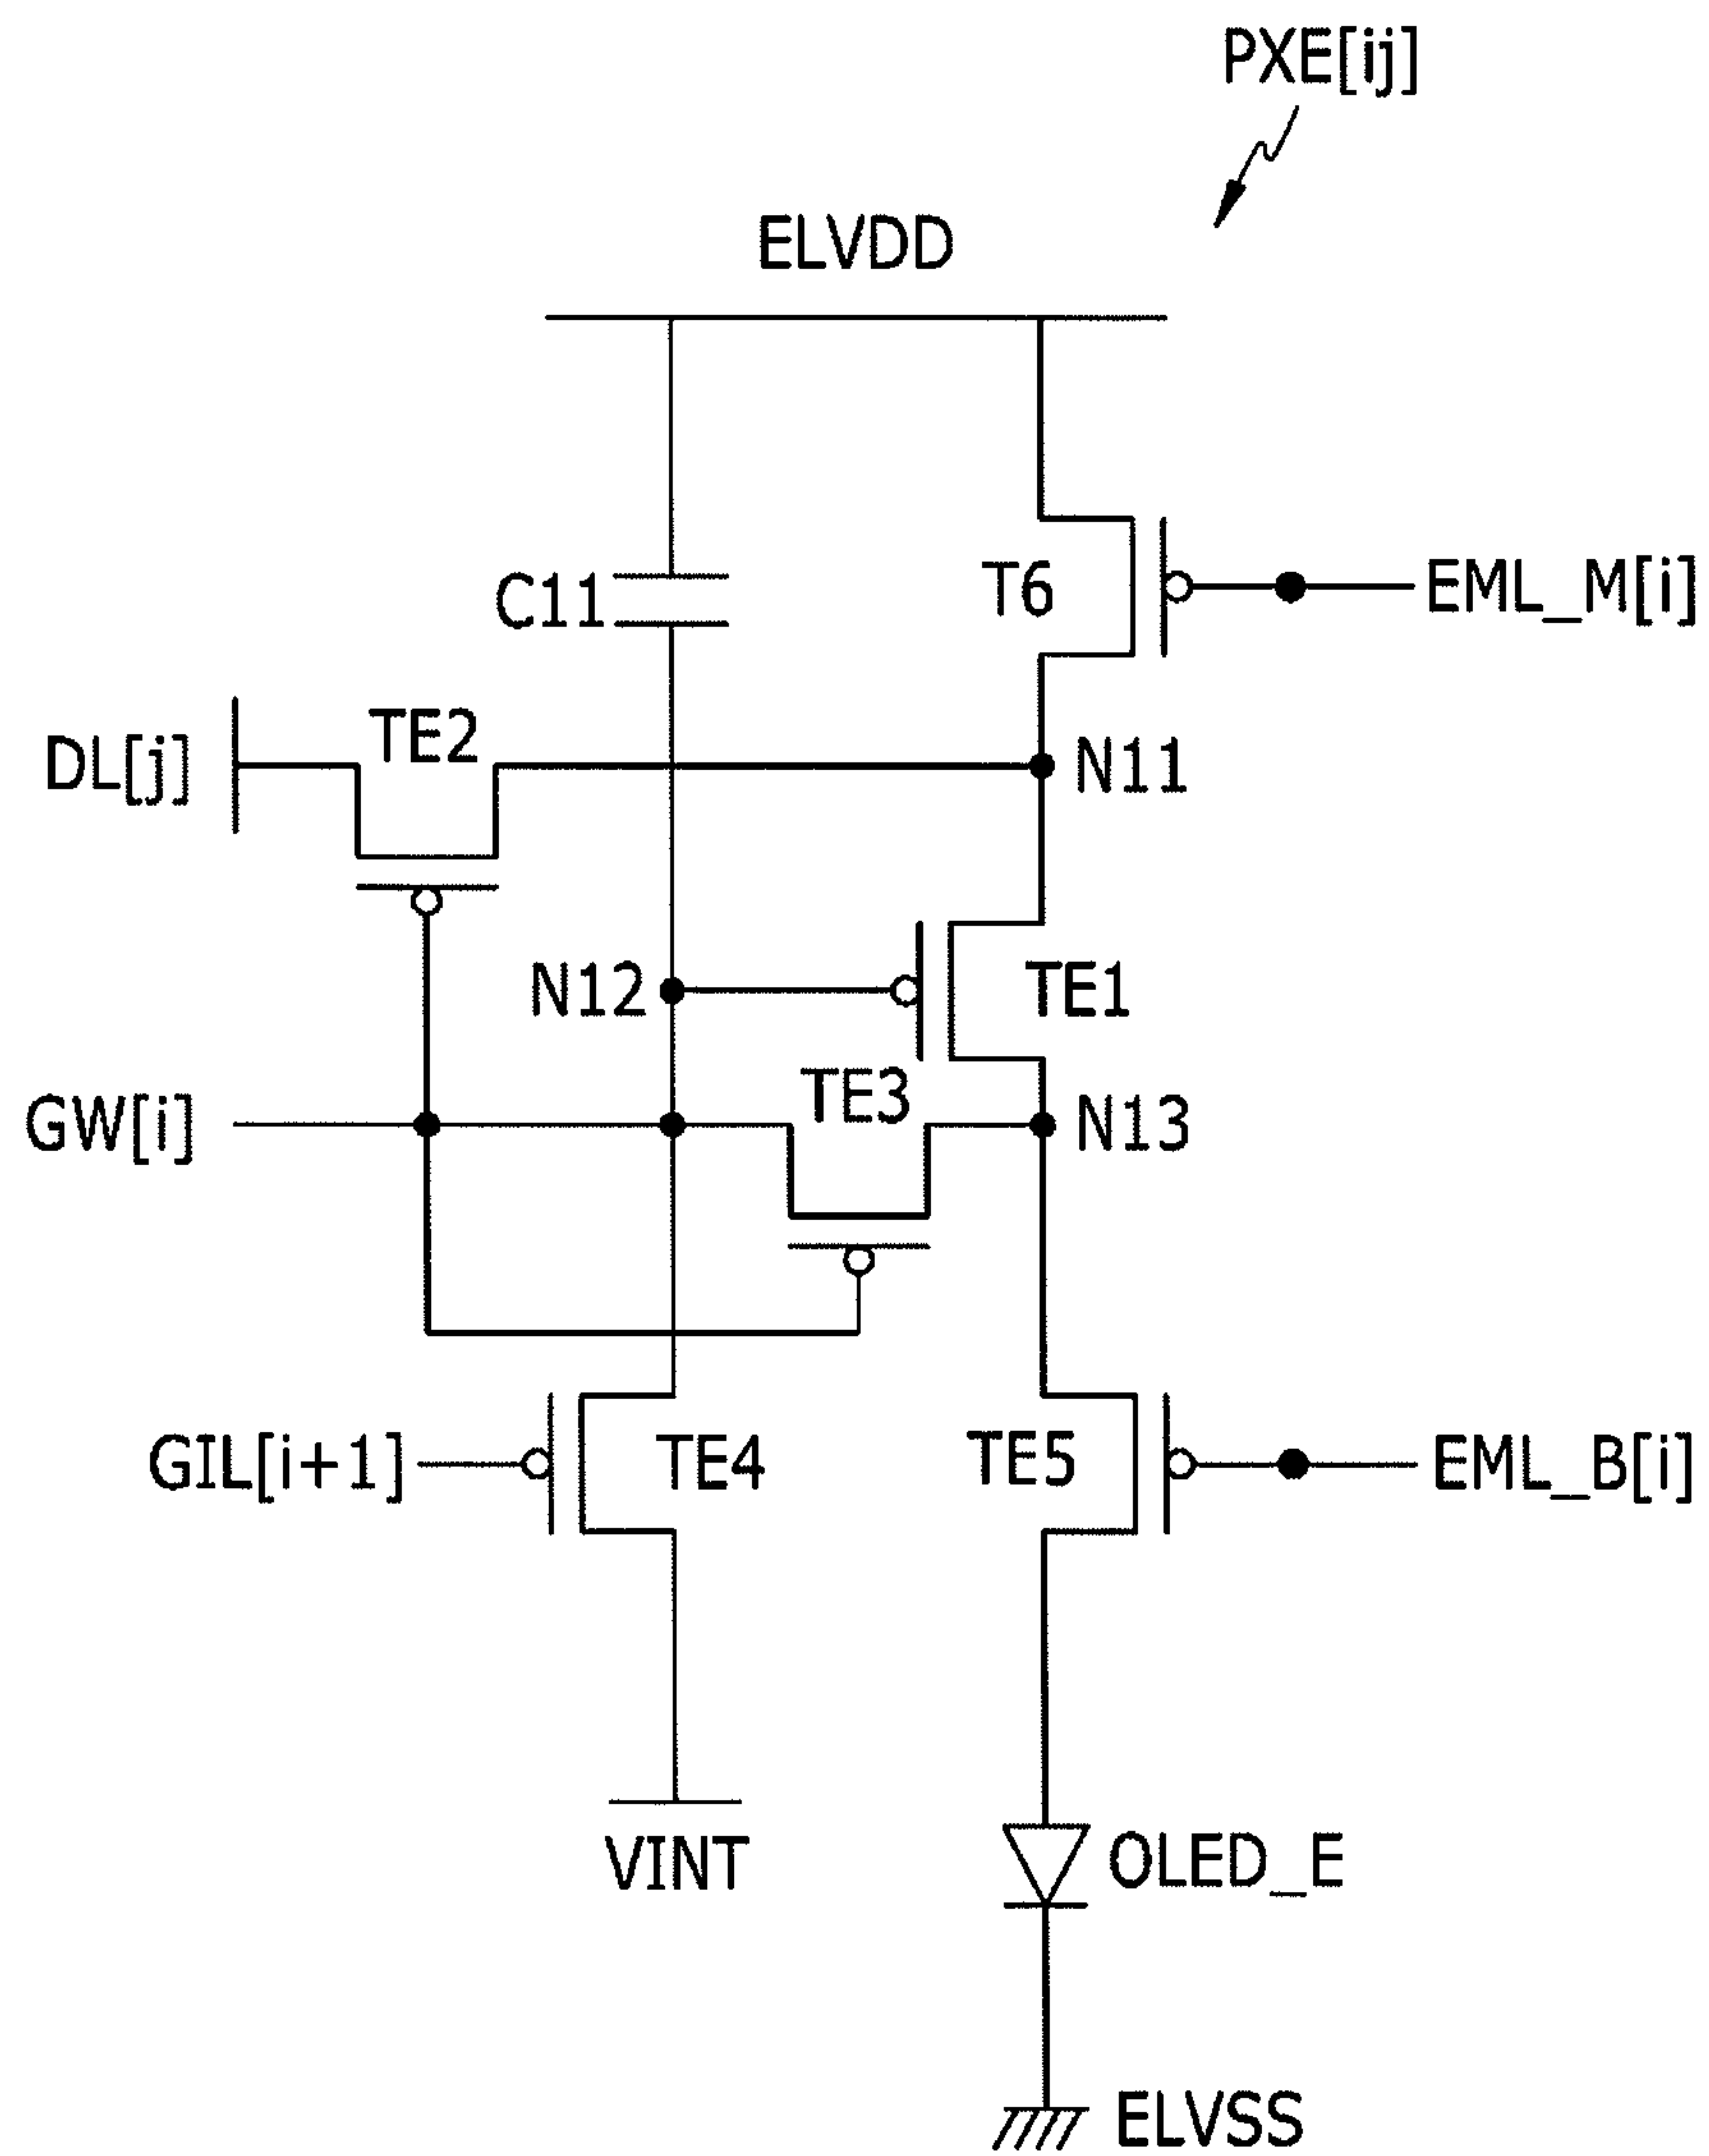 PXE[ij]
ELVDD
C11
T6
EML_M[i]
DL[j]
TE2
N11
N12
TE1
GW[i]
TE3
N13
GIL[i+1]
TE4
TE5
EML_B[i]
VINT
OLED_E
ELVSS